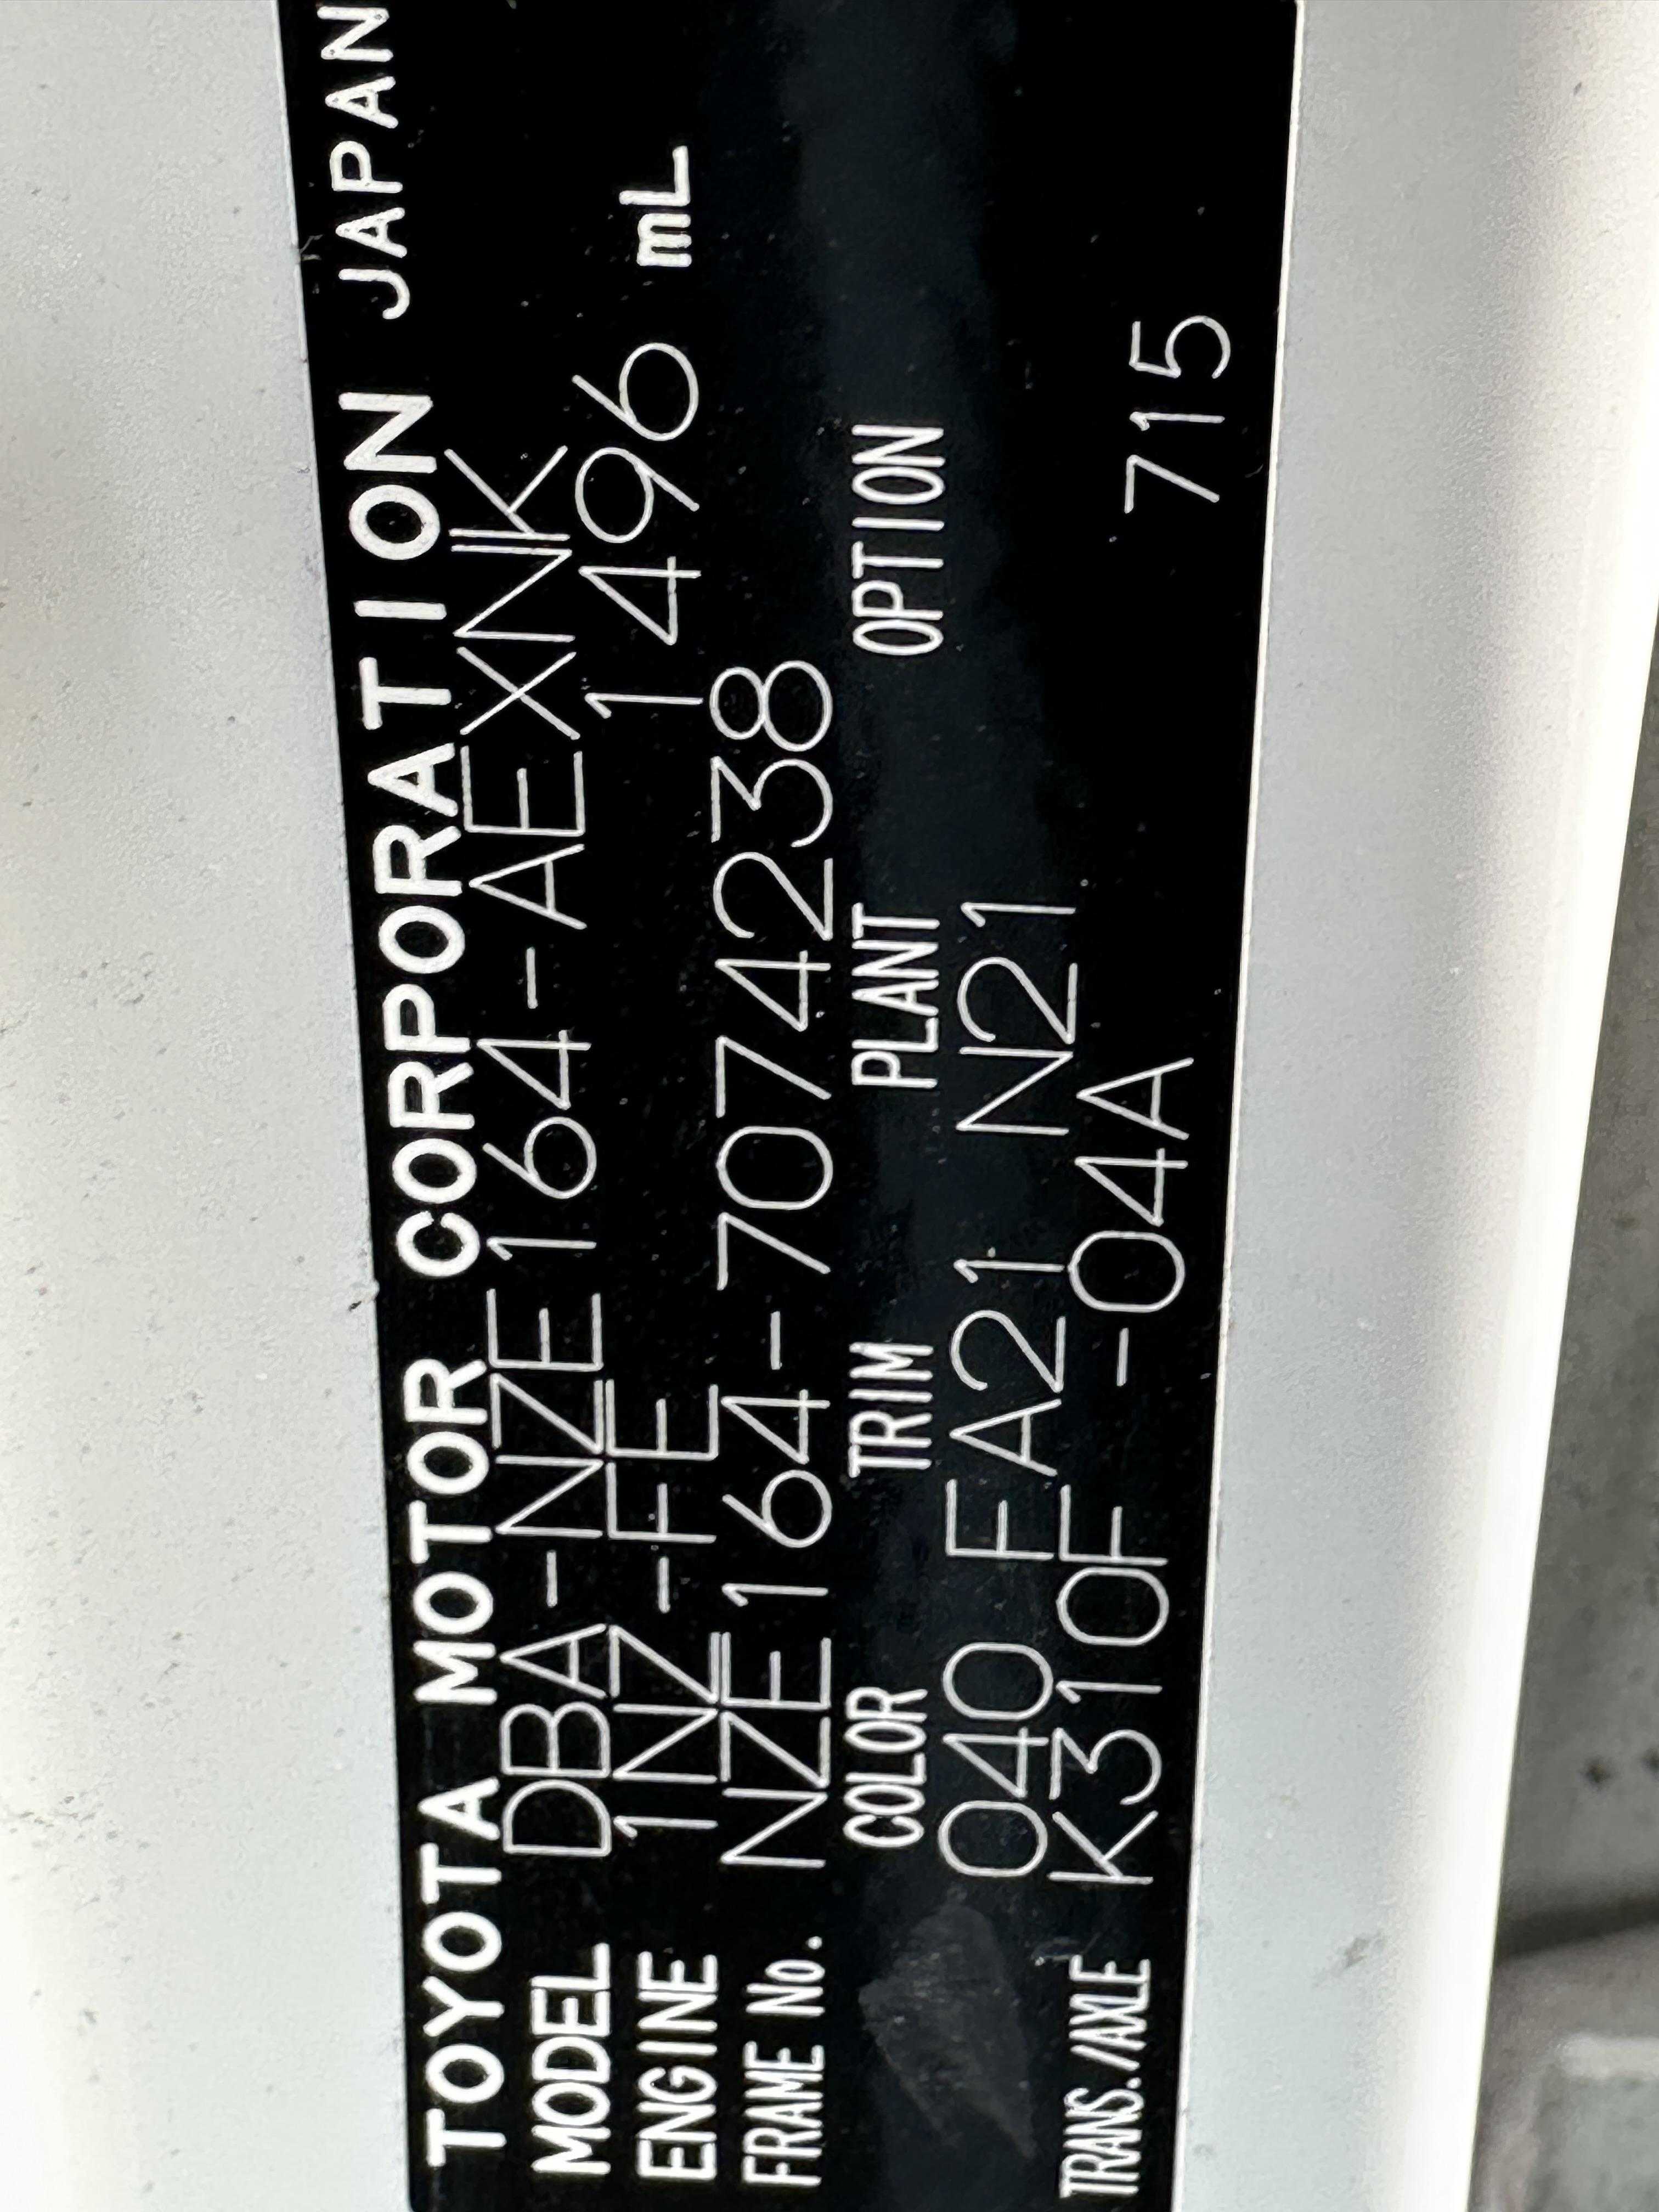 TOYOTA MOTOR CORPORATION JAPAN
MODEL DBA-NZE164-AEXNK
ENGINE 1NZ-FE 1496 mL
FRAME No. NZE164-7074238
COLOR TRIM PLANT OPTION
040 FA21 N21
TRANS./AXLE K310F -04A 715